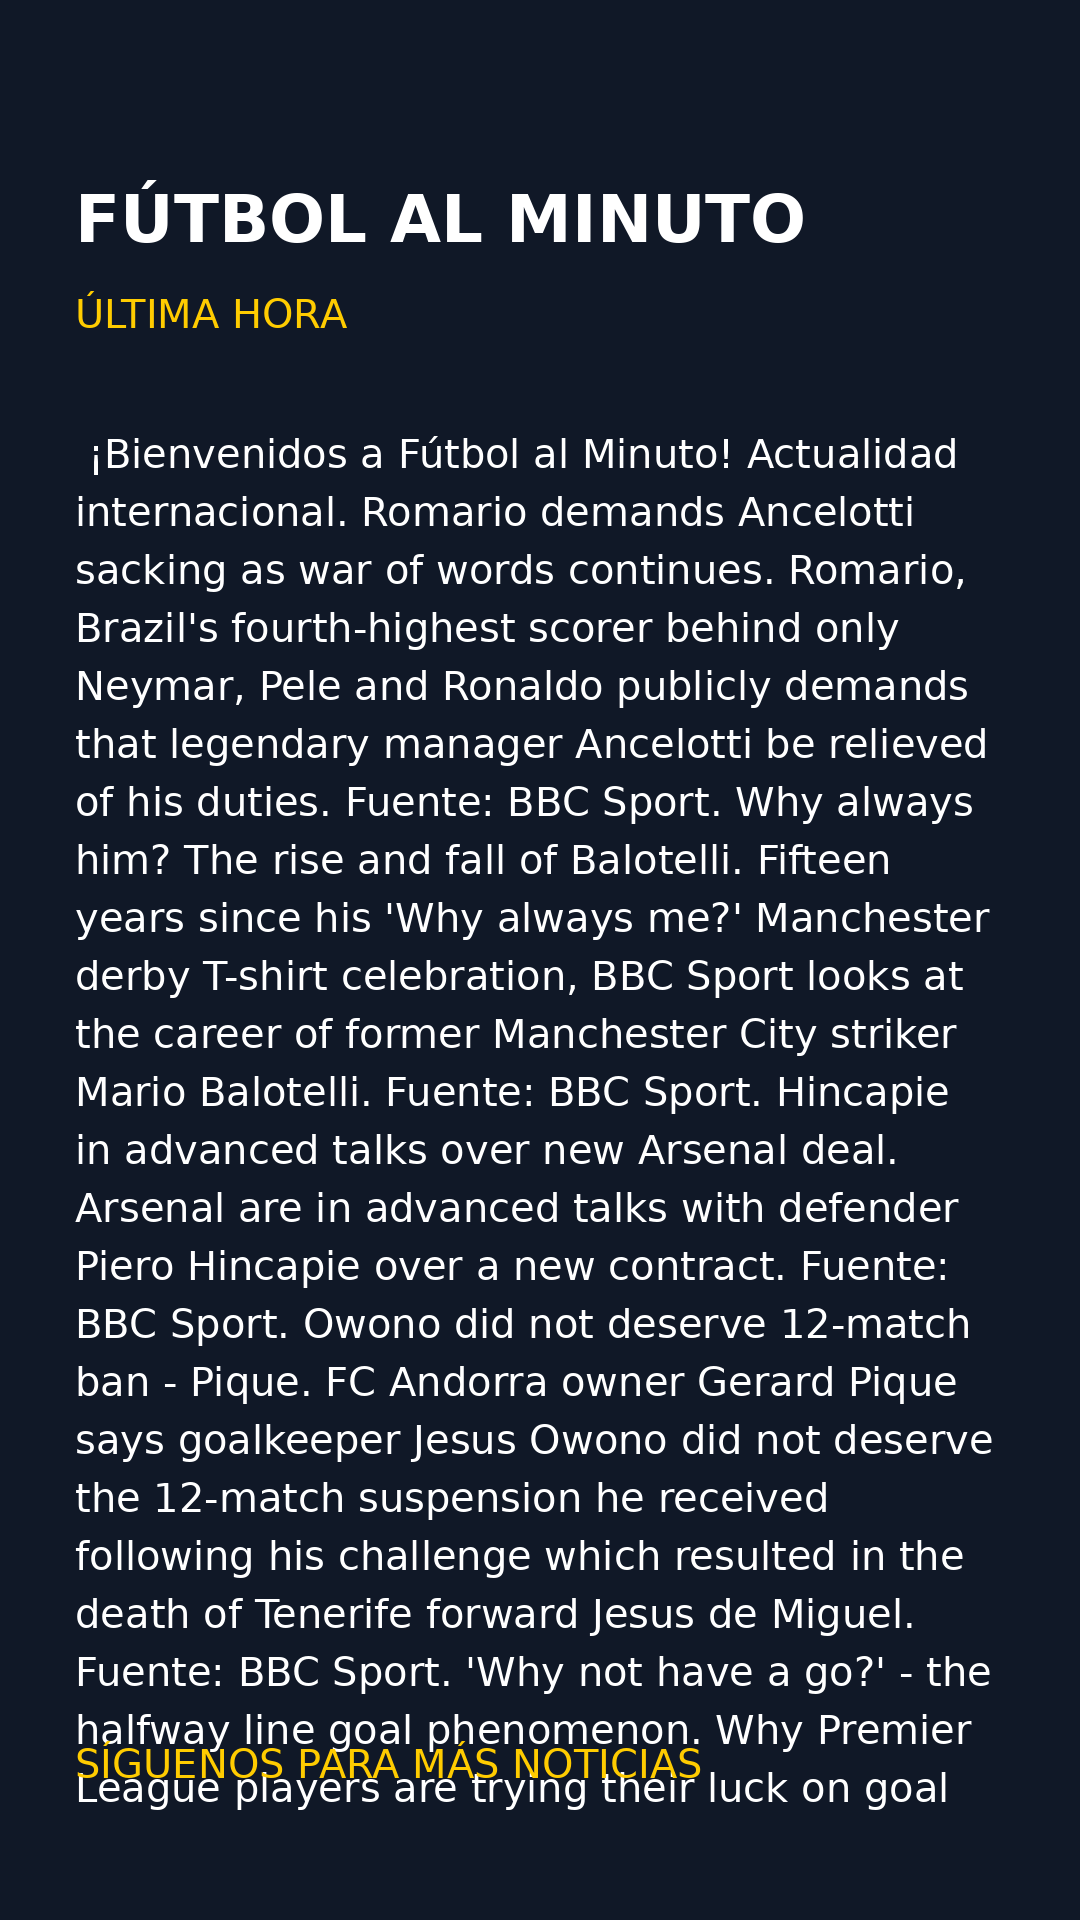 FÚTBOL AL MINUTO
ÚLTIMA HORA
¡Bienvenidos a Fútbol al Minuto! Actualidad
internacional. Romario demands Ancelotti
sacking as war of words continues. Romario,
Brazil's fourth-highest scorer behind only
Neymar, Pele and Ronaldo publicly demands
that legendary manager Ancelotti be relieved
of his duties. Fuente: BBC Sport. Why always
him? The rise and fall of Balotelli. Fifteen
years since his 'Why always me?' Manchester
derby T-shirt celebration, BBC Sport looks at
the career of former Manchester City striker
Mario Balotelli. Fuente: BBC Sport. Hincapie
in advanced talks over new Arsenal deal.
Arsenal are in advanced talks with defender
Piero Hincapie over a new contract. Fuente:
BBC Sport. Owono did not deserve 12-match
ban - Pique. FC Andorra owner Gerard Pique
says goalkeeper Jesus Owono did not deserve
the 12-match suspension he received
following his challenge which resulted in the
death of Tenerife forward Jesus de Miguel.
Fuente: BBC Sport. 'Why not have a go?' - the
halfway line goal phenomenon. Why Premier
SÍGUENOS PARA MÁS NOTICIAS
League players are trying their luck on goal